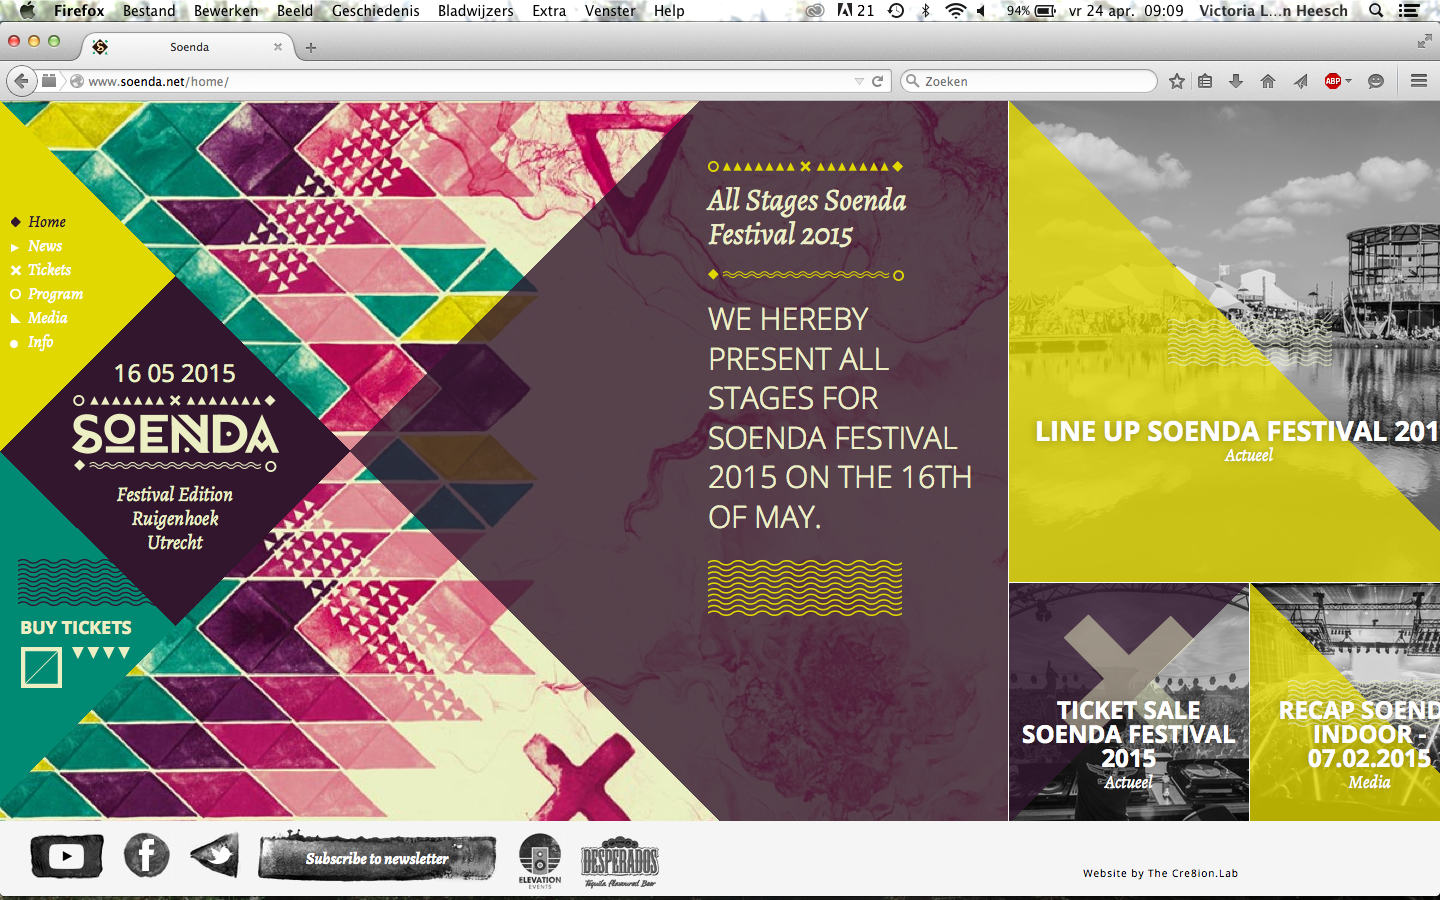 Firefox Bestand Bewerken Beeld Geschiedenis Bladwijzers Extra Venster Help 21 94% vr 24 apr. 09:09 Victoria L...n Heesch
Soenda
www.soenda.net/home/
Zoeken
ABP
Home
News
Tickets
Program
Media
Info
16 05 2015
SOENDA
Festival Edition
Ruigenhoek
Utrecht
BUY TICKETS
All Stages Soenda
Festival 2015
WE HEREBY
PRESENT ALL
STAGES FOR
SOENDA FESTIVAL
2015 ON THE 16TH
OF MAY.
LINE UP SOENDA FESTIVAL 201
Actueel
TICKET SALE
SOENDA FESTIVAL
2015
Actueel
RECAP SOEND
INDOOR -
07.02.2015
Media
Subscribe to newsletter
ELEVATION
EVENTS
DESPERADOS
Tequila Flavoured Beer
Website by The Cre8ion.Lab